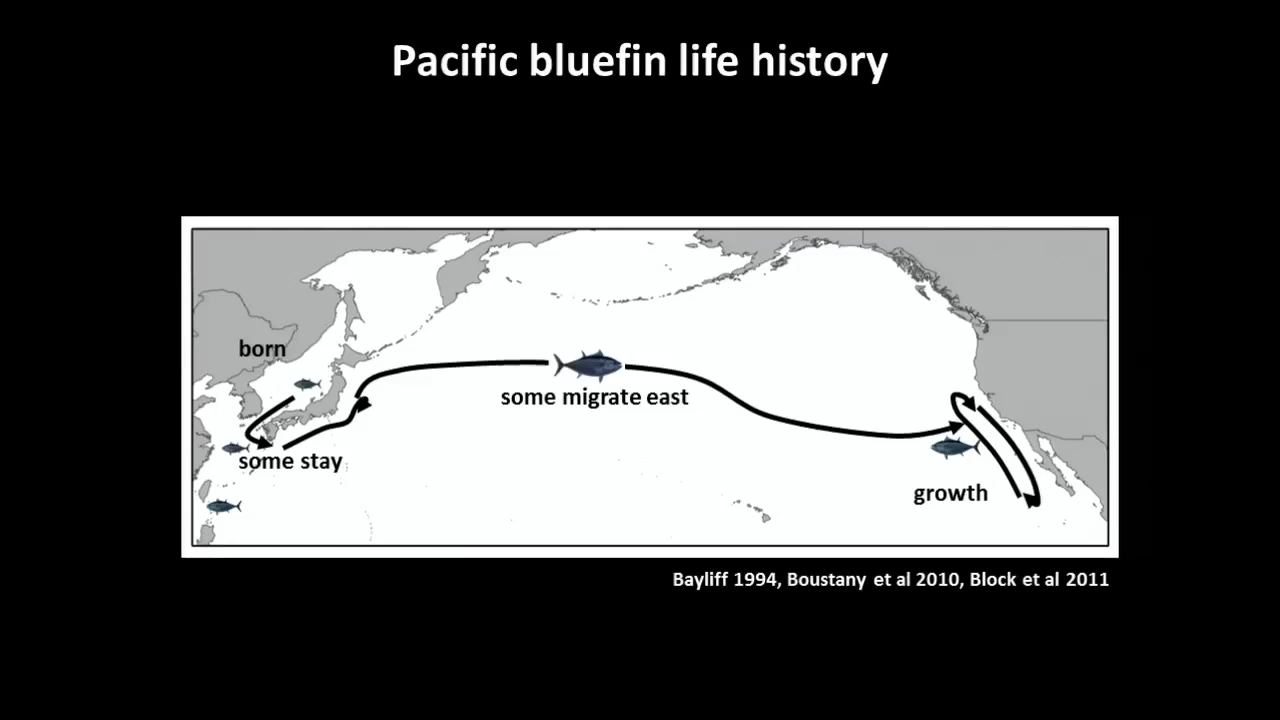 Pacific bluefin life history
born
some migrate east
some stay
growth
Bayliff 1994, Boustany et al 2010, Block et al 2011